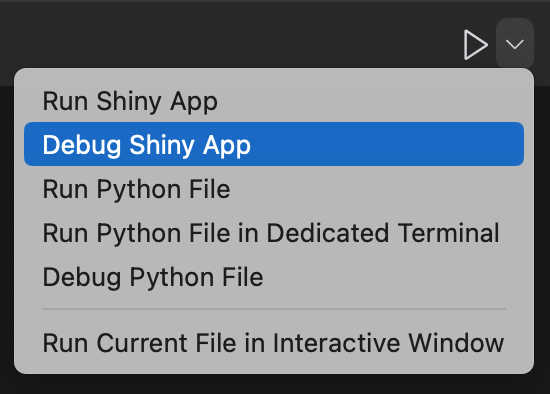 Run Shiny App
Debug Shiny App
Run Python File
Run Python File in Dedicated Terminal
Debug Python File
Run Current File in Interactive Window